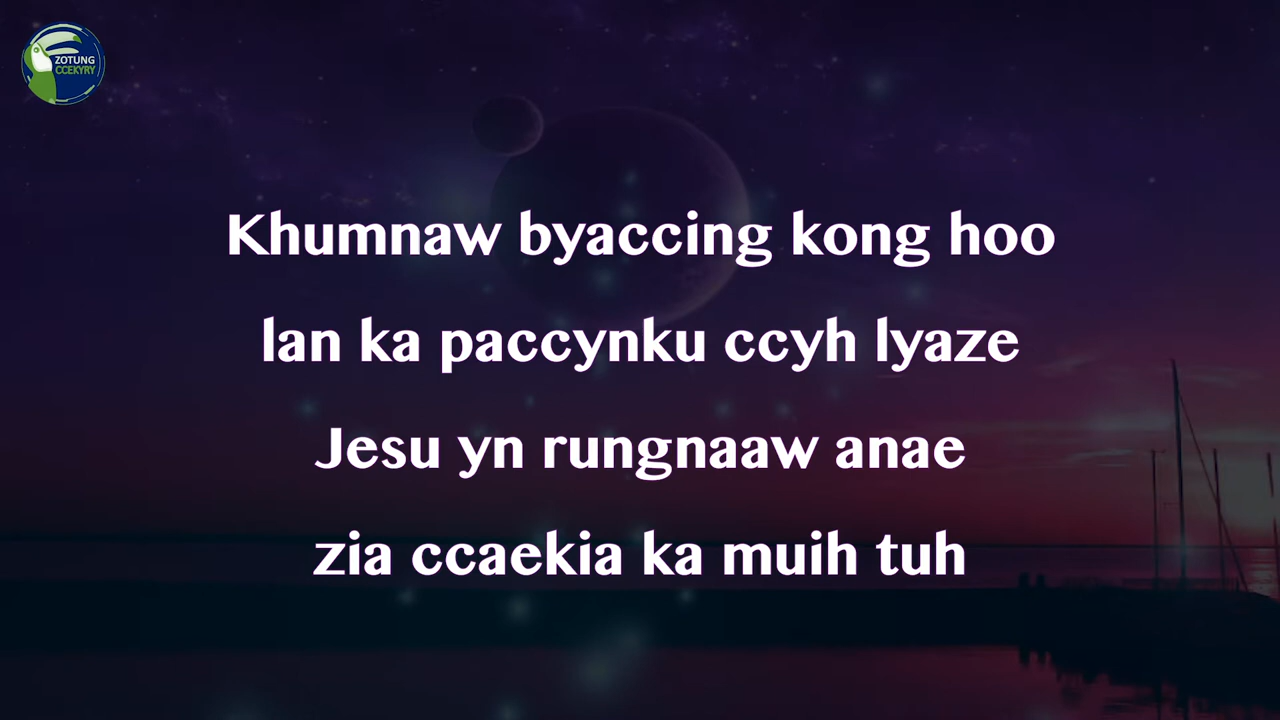 ZOTUNG
CCEKYRY
Khumnaw byaccing kong hoo
lan ka paccynku ccyh lyaze
Jesu yn rungnaaw anae
zia ccaekia ka muih tuh